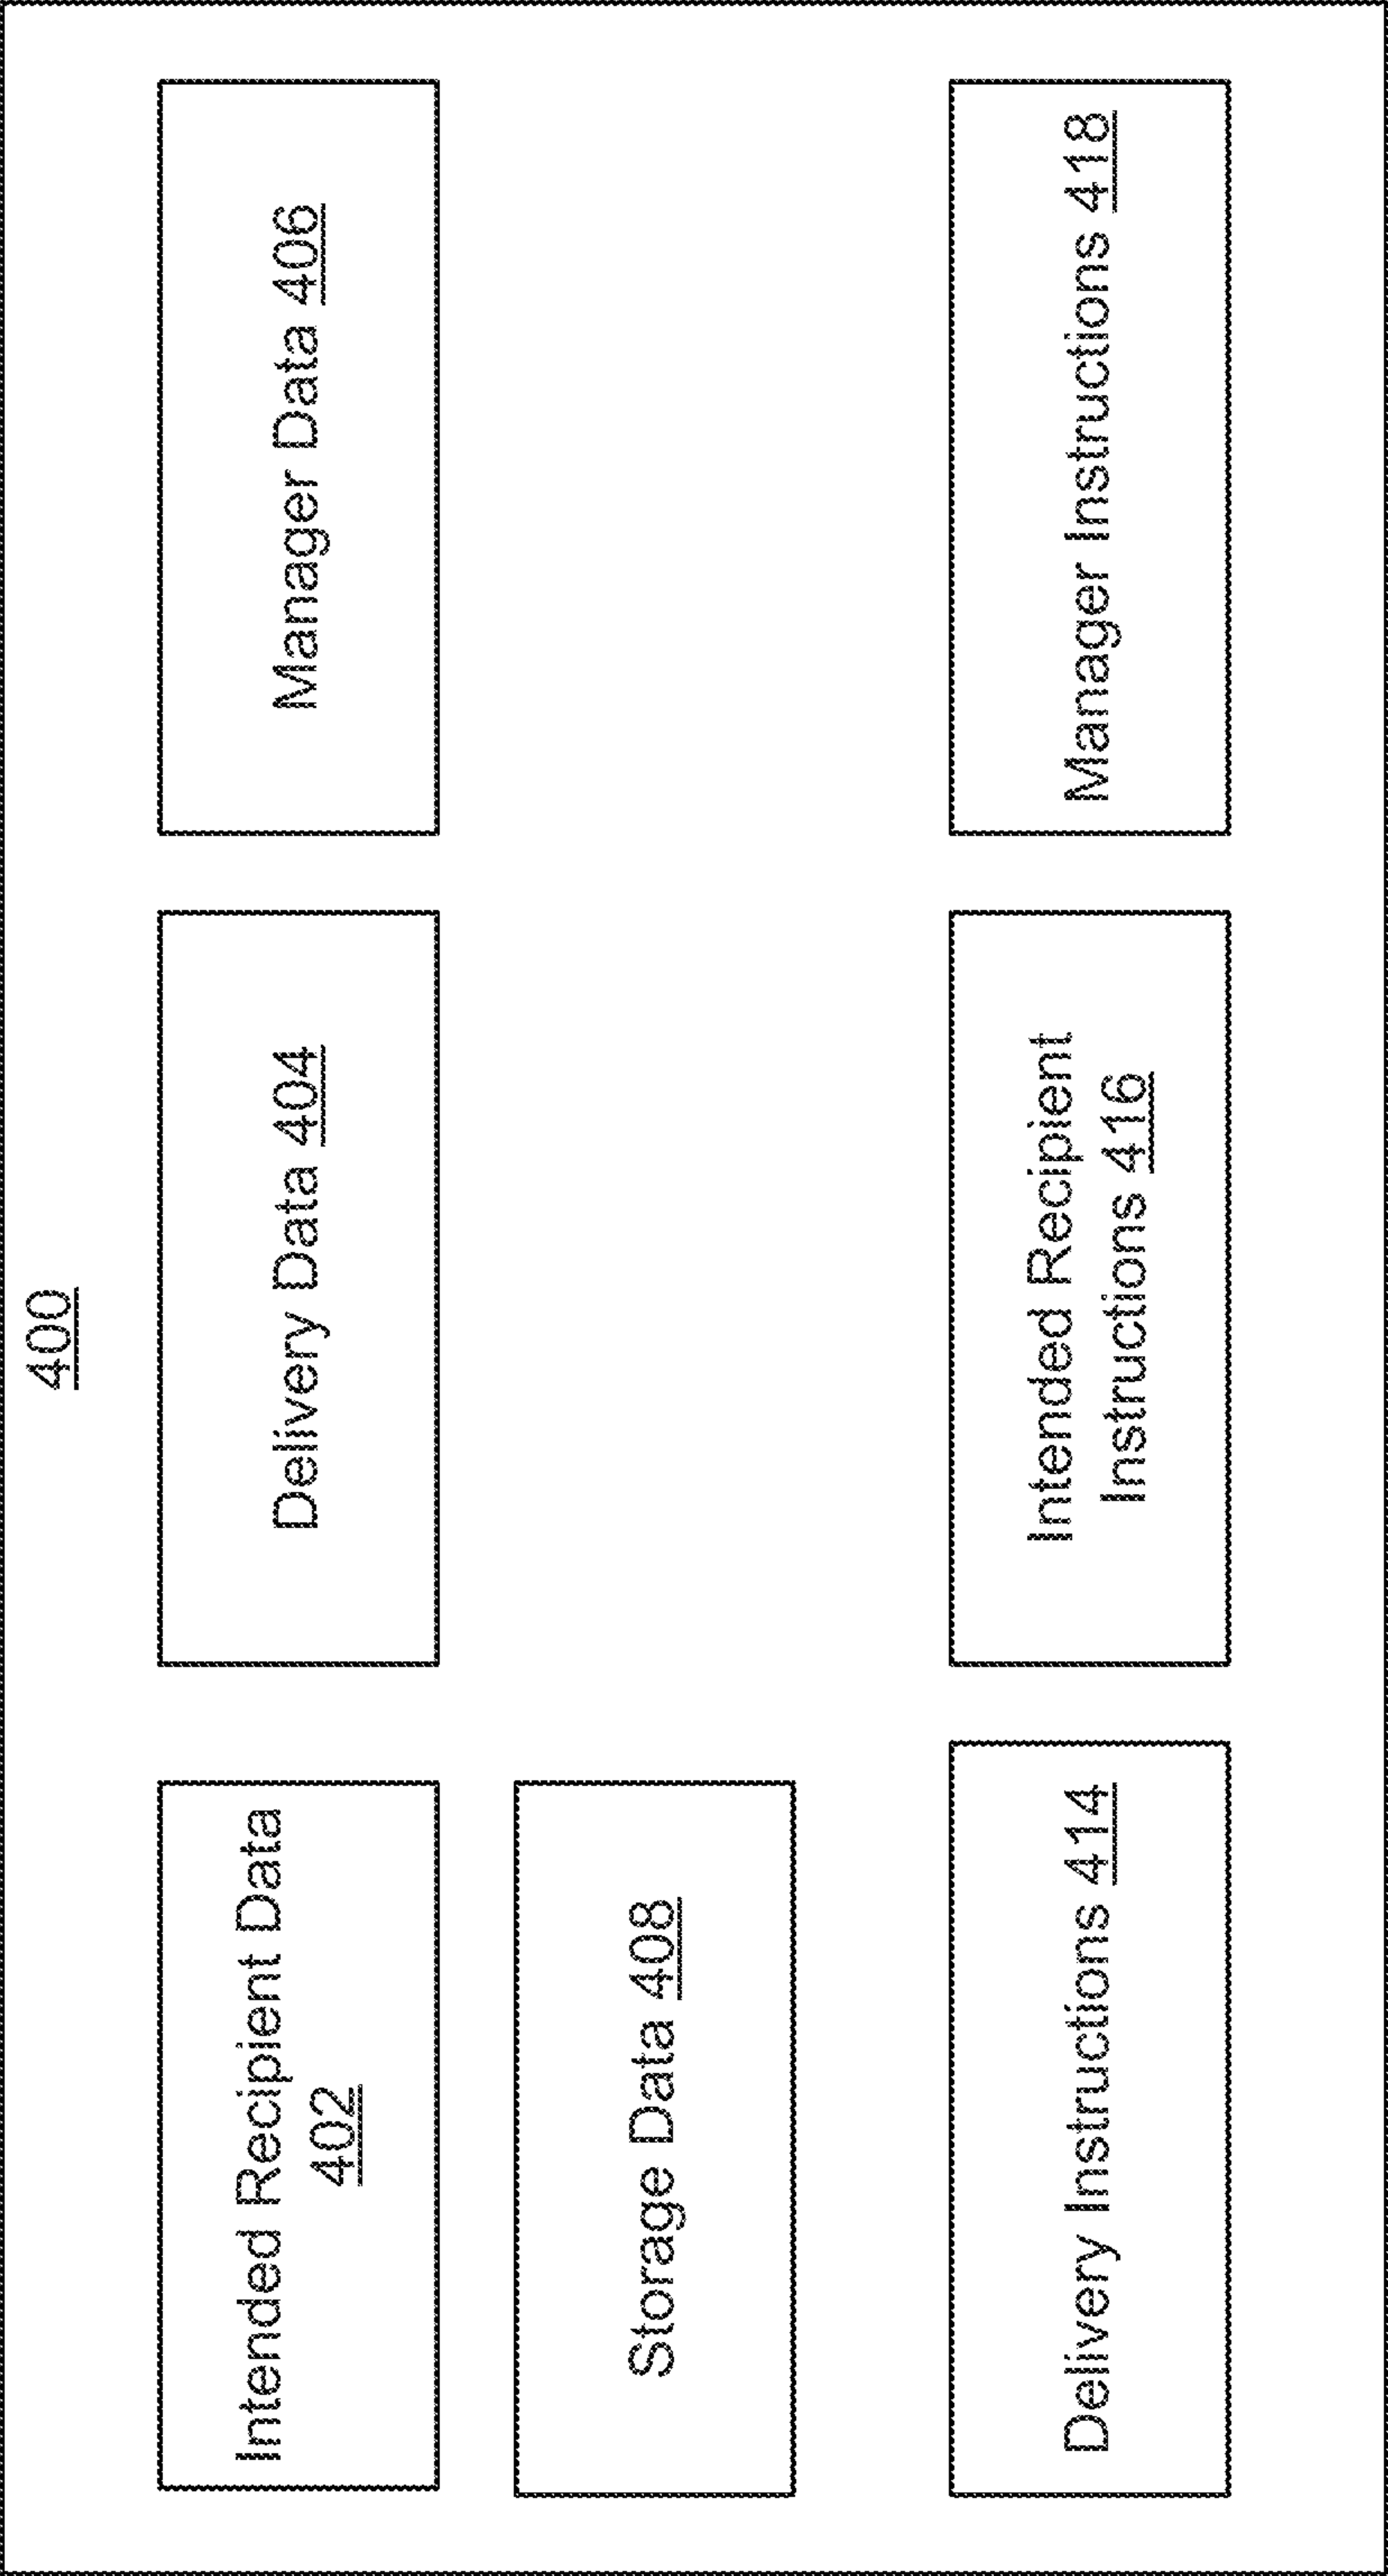 400
Intended Recipient Data
402
Delivery Data 404
Manager Data 406
Storage Data 408
Delivery Instructions 414
Intended Recipient
Instructions 416
Manager Instructions 418